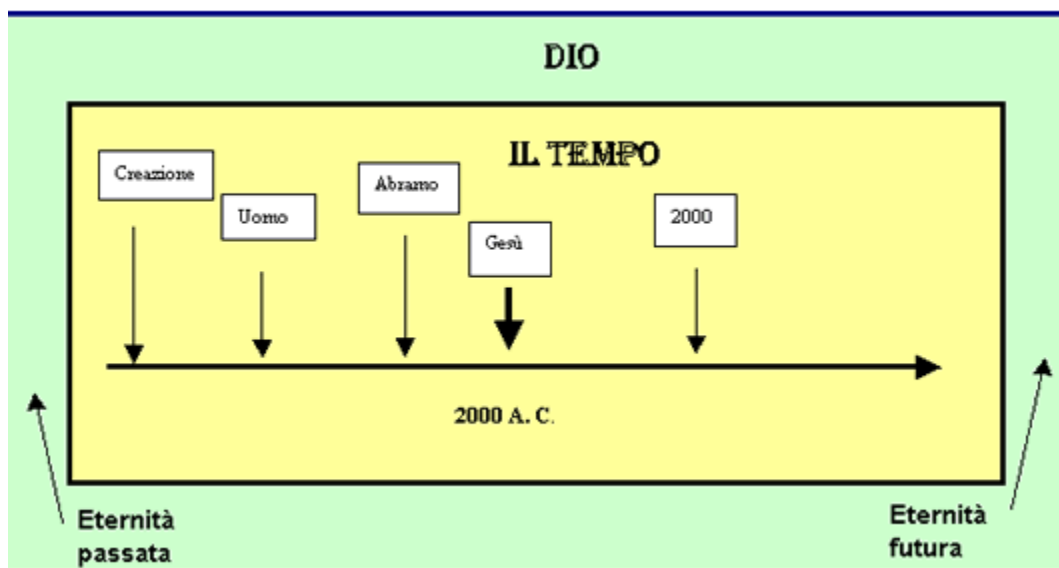 DIO
IL TEMPO
Creazione
Uomo
Abramo
Gesù
2000
2000 A. C.
Eternità
passata
Eternità
futura